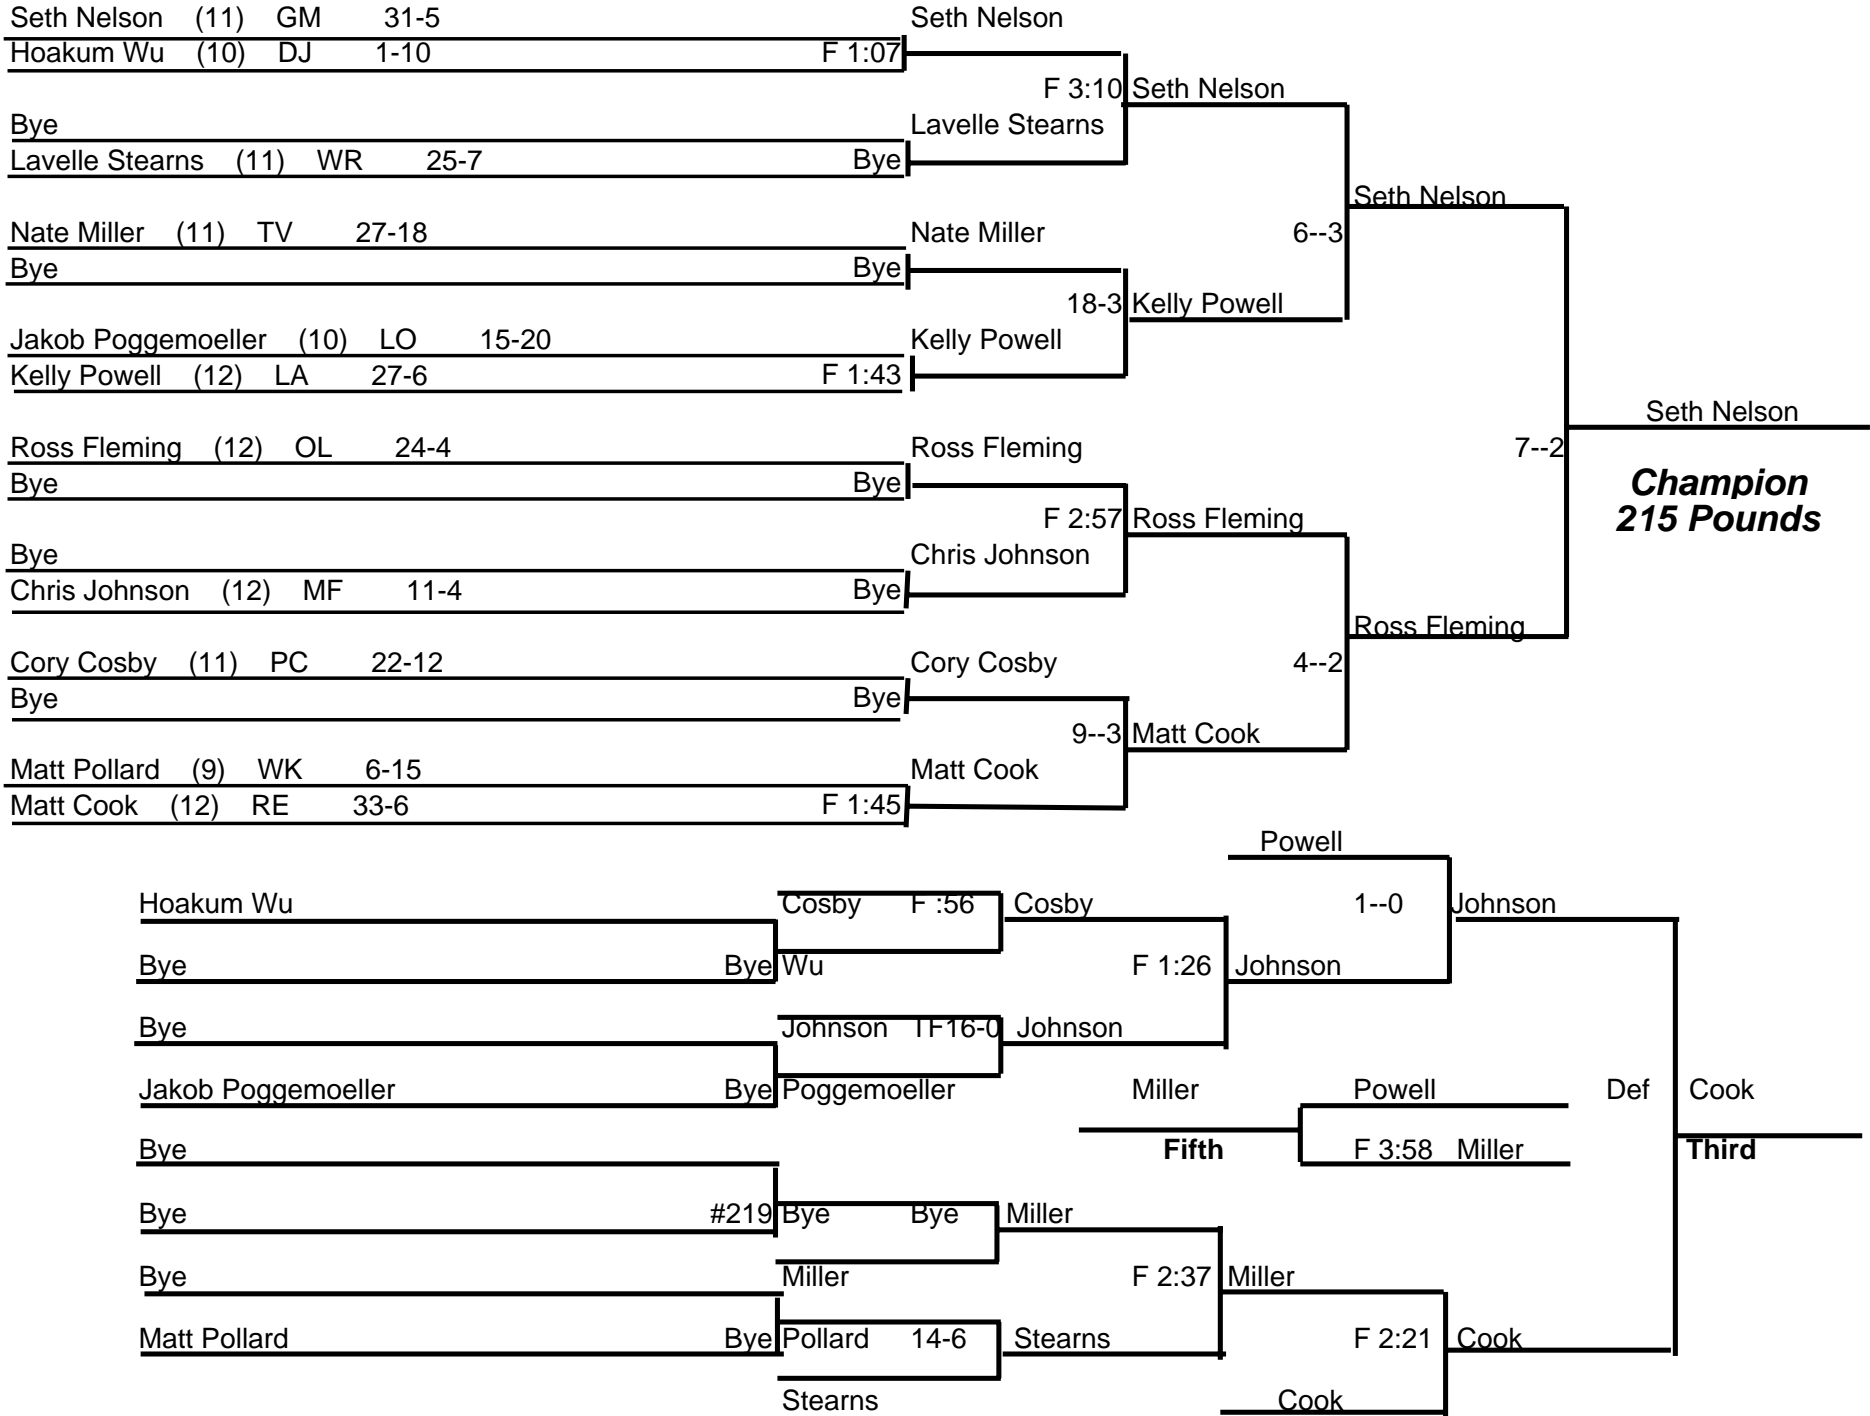 Seth Nelson (11) GM 31-5 Seth Nelson
Hoakum Wu (10) DJ 1-10 F 1:07
F 3:10 Seth Nelson
Bye Lavelle Stearns
Lavelle Stearns (11) WR 25-7 Bye
Seth Nelson
Nate Miller (11) TV 27-18 Nate Miller 6--3
Bye Bye
18-3 Kelly Powell
Jakob Poggemoeller (10) LO 15-20 Kelly Powell
Kelly Powell (12) LA 27-6 F 1:43
Seth Nelson
Ross Fleming (12) OL 24-4 Ross Fleming 7--2
Bye Bye Champion
F 2:57 Ross Fleming 215 Pounds
Bye Chris Johnson
Chris Johnson (12) MF 11-4 Bye
Ross Fleming
Cory Cosby (11) PC 22-12 Cory Cosby 4--2
Bye Bye
9--3 Matt Cook
Matt Pollard (9) WK 6-15 Matt Cook
Matt Cook (12) RE 33-6 F 1:45
Powell
Hoakum Wu Cosby F :56 Cosby 1--0 Johnson
Bye Bye Wu F 1:26 Johnson
Bye Johnson TF16-0 Johnson
Jakob Poggemoeller Bye Poggemoeller Miller Powell Def Cook
Bye Fifth F 3:58 Miller Third
Bye #219 Bye Bye Miller
Bye Miller F 2:37 Miller
Matt Pollard Bye Pollard 14-6 Stearns F 2:21 Cook
Stearns Cook